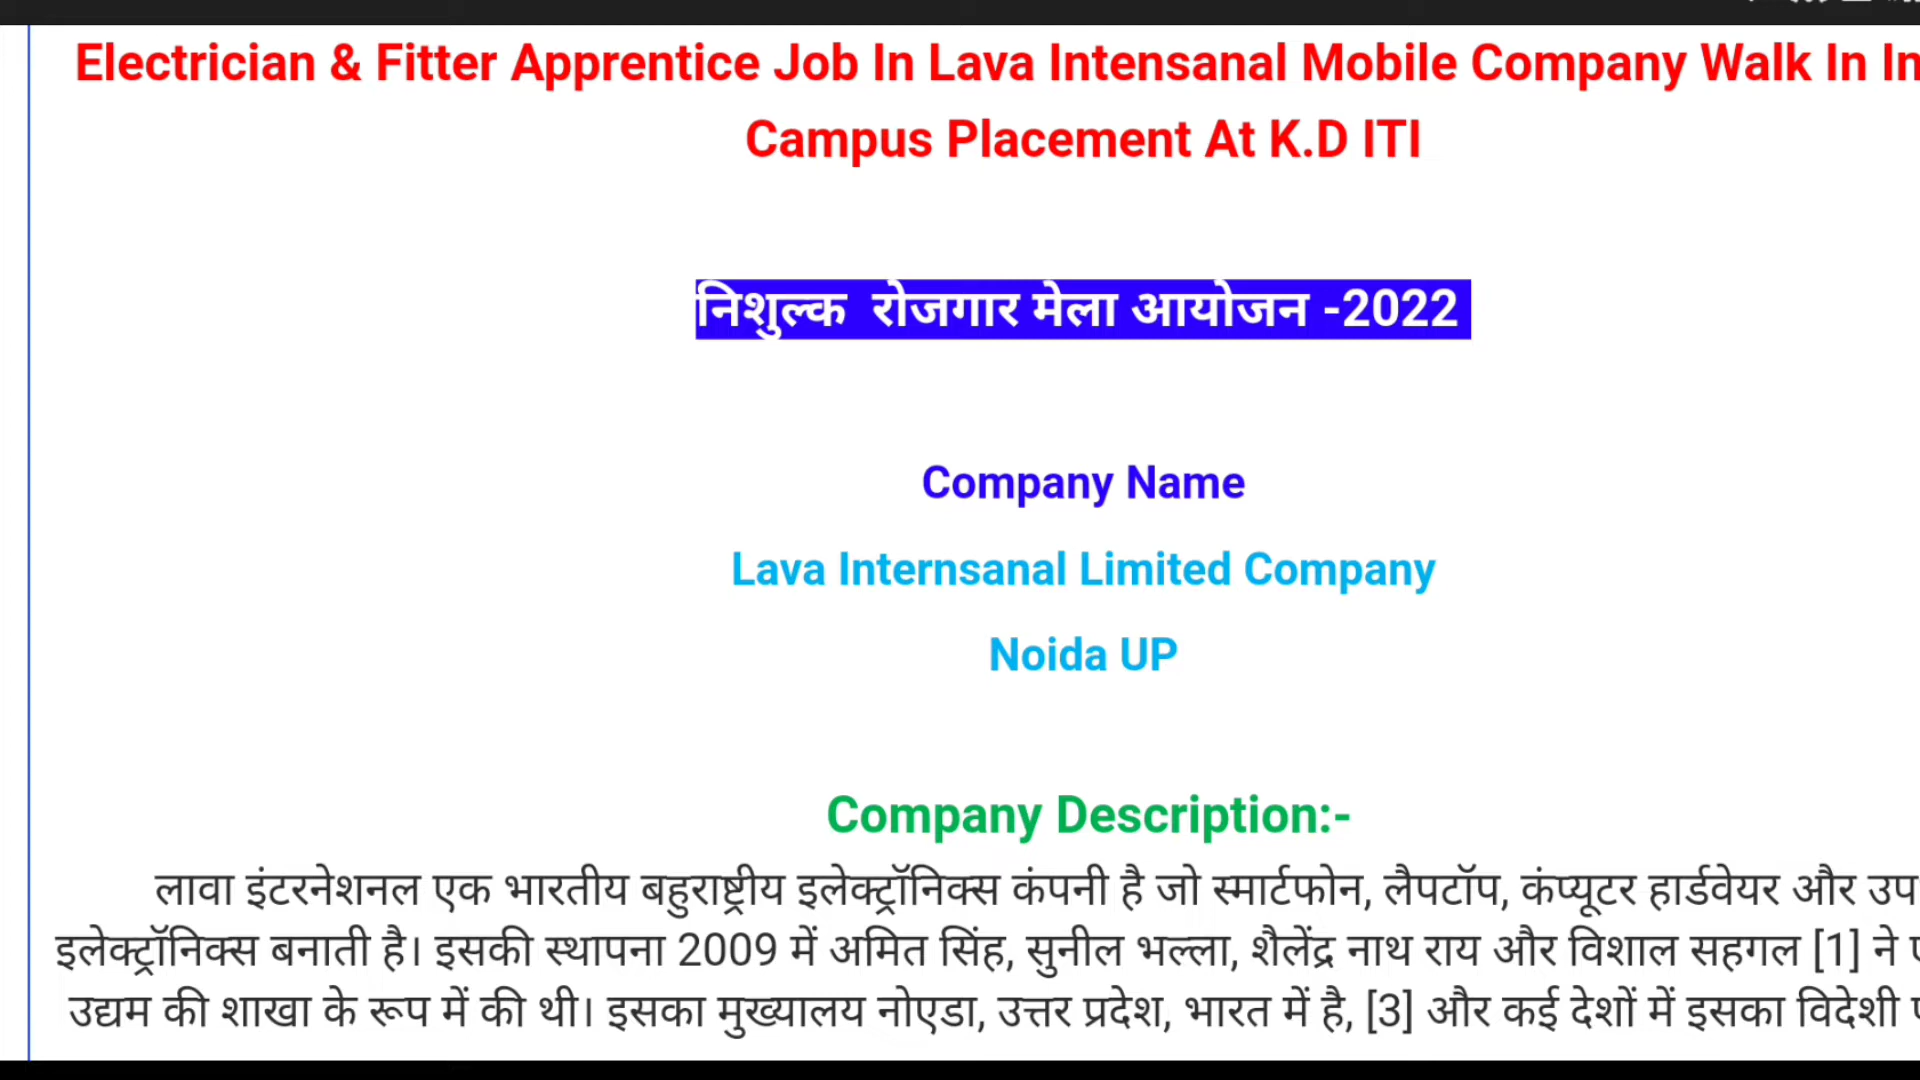 Electrician & Fitter Apprentice Job In Lava Intensanal Mobile Company Walk In
Campus Placement At K.D ITI
निशुल्क रोजगार मेला आयोजन -2022
Company Name
Lava Internsanal Limited Company
Noida UP
Company Description:-
लावा इंटरनेशनल एक भारतीय बहुराष्ट्रीय इलेक्ट्रॉनिक्स कंपनी है जो स्मार्टफोन, लैपटॉप, कंप्यूटर हार्डवेयर और
इलेक्ट्रॉनिक्स बनाती है। इसकी स्थापना 2009 में अमित सिंह, सुनील भल्ला, शैलेंद्र नाथ राय और विशाल सहगल [1] ने
उद्यम की शाखा के रूप में की थी। इसका मुख्यालय नोएडा, उत्तर प्रदेश, भारत में है, [3] और कई देशों में इसका विदेशी